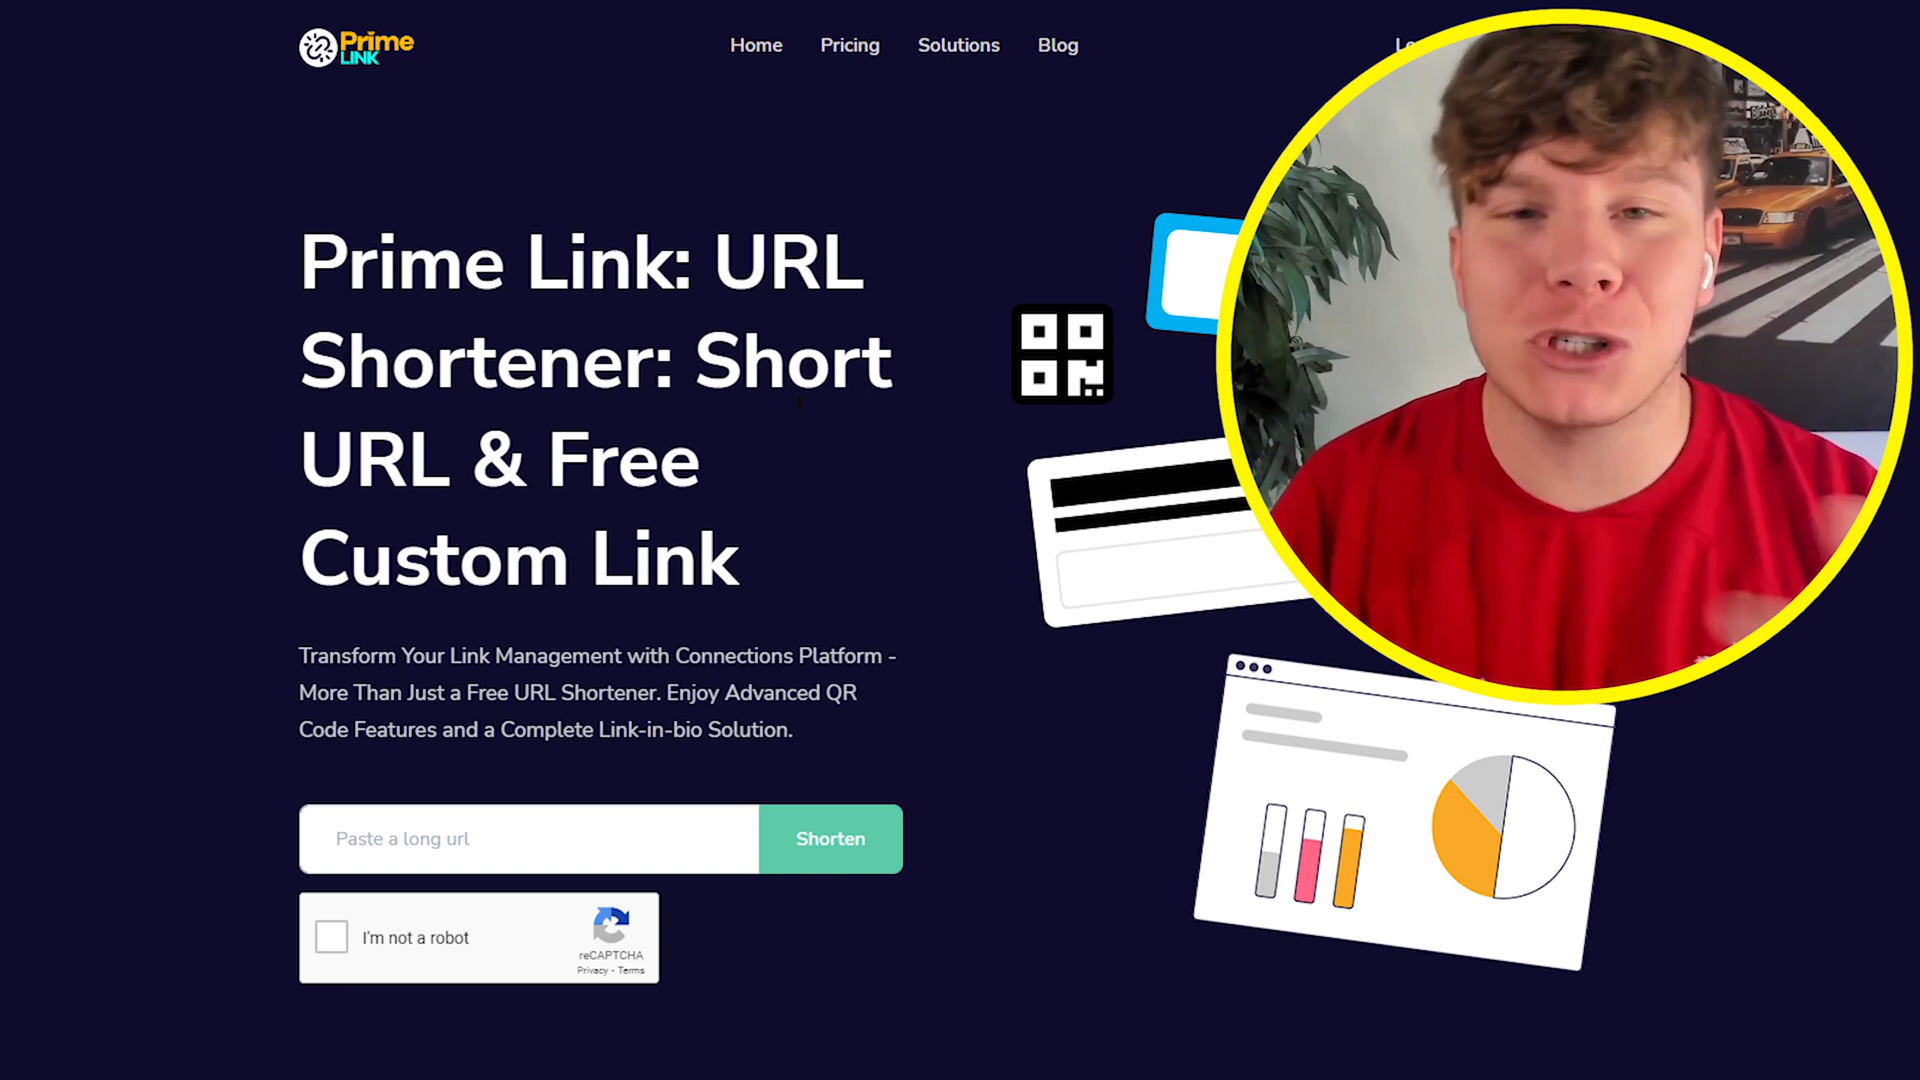 Prime
LINK
Home
Pricing
Solutions
Blog
Prime Link: URL
Shortener: Short
URL & Free
Custom Link
Transform Your Link Management with Connections Platform -
More Than Just a Free URL Shortener. Enjoy Advanced QR
Code Features and a Complete Link-in-bio Solution.
Paste a long url
Shorten
I'm not a robot
reCAPTCHA
Privacy - Terms